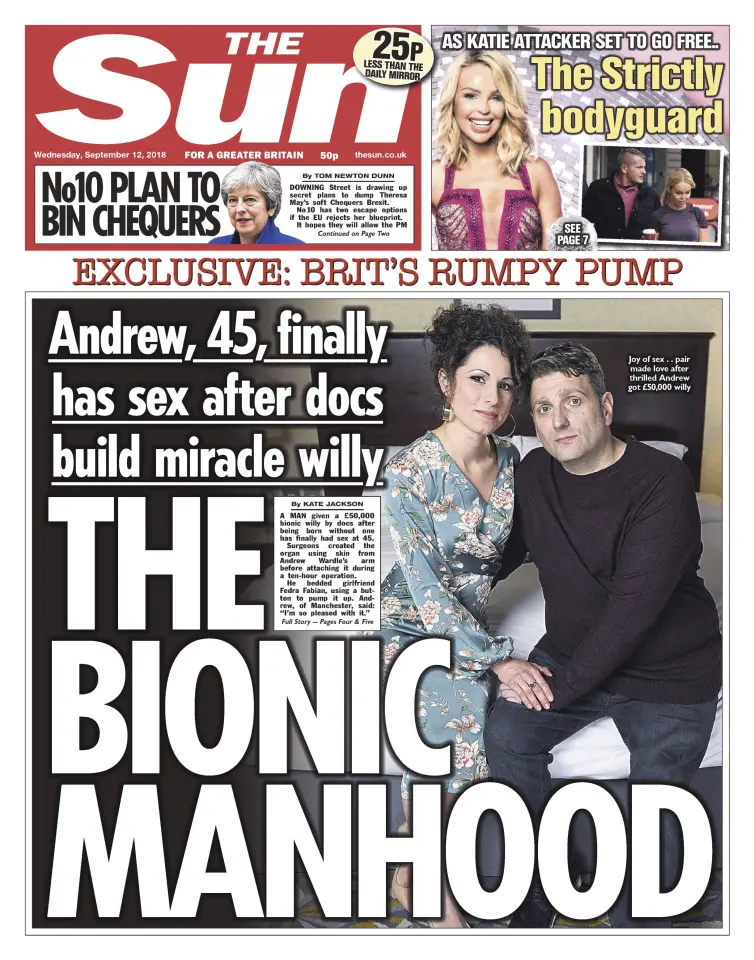 THE
Sun
25P
LESS THAN THE
DAILY MIRROR
Wednesday, September 12, 2018 FOR A GREATER BRITAIN 50p thesun.co.uk
No10 PLAN TO
BIN CHEQUERS
By TOM NEWTON DUNN
DOWNING Street is drawing up
secret plans to dump Theresa
May's soft Chequers Brexit.
No10 has two escape options
if the EU rejects her blueprint.
It hopes they will allow the PM
Continued on Page Two
AS KATIE ATTACKER SET TO GO FREE..
The Strictly
bodyguard
SEE
PAGE 7
EXCLUSIVE: BRIT'S RUMPY PUMP
Andrew, 45, finally
has sex after docs
build miracle willy
Joy of sex . . pair
made love after
thrilled Andrew
got £50,000 willy
THE
BIONIC
MANHOOD
By KATE JACKSON
A MAN given a £50,000
bionic willy by docs after
being born without one
has finally had sex at 45.
Surgeons created the
organ using skin from
Andrew Wardle's arm
before attaching it during
a ten-hour operation.
He bedded girlfriend
Fedra Fabian, using a but-
ton to pump it up. And-
rew, of Manchester, said:
"I'm so pleased with it."
Full Story — Pages Four & Five